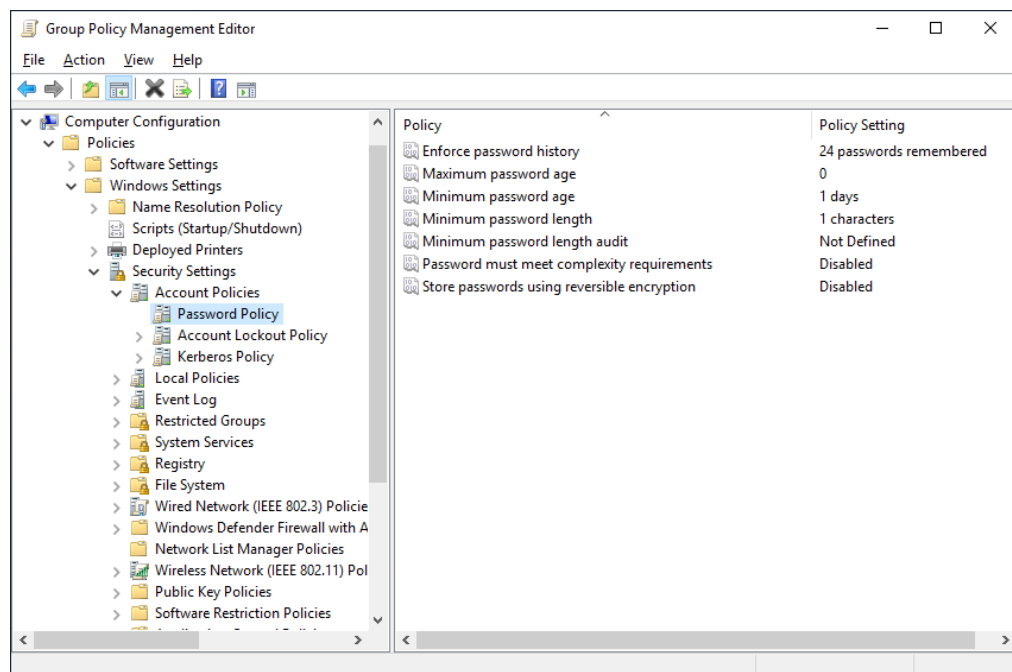 Group Policy Management Editor
File Action View Help
Computer Configuration
Policies
Software Settings
Windows Settings
Name Resolution Policy
Scripts (Startup/Shutdown)
Deployed Printers
Security Settings
Account Policies
Password Policy
Account Lockout Policy
Kerberos Policy
Local Policies
Event Log
Restricted Groups
System Services
Registry
File System
Wired Network (IEEE 802.3) Policie
Windows Defender Firewall with A
Network List Manager Policies
Wireless Network (IEEE 802.11) Pol
Public Key Policies
Software Restriction Policies
Policy Policy Setting
Enforce password history 24 passwords remembered
Maximum password age 0
Minimum password age 1 days
Minimum password length 1 characters
Minimum password length audit Not Defined
Password must meet complexity requirements Disabled
Store passwords using reversible encryption Disabled